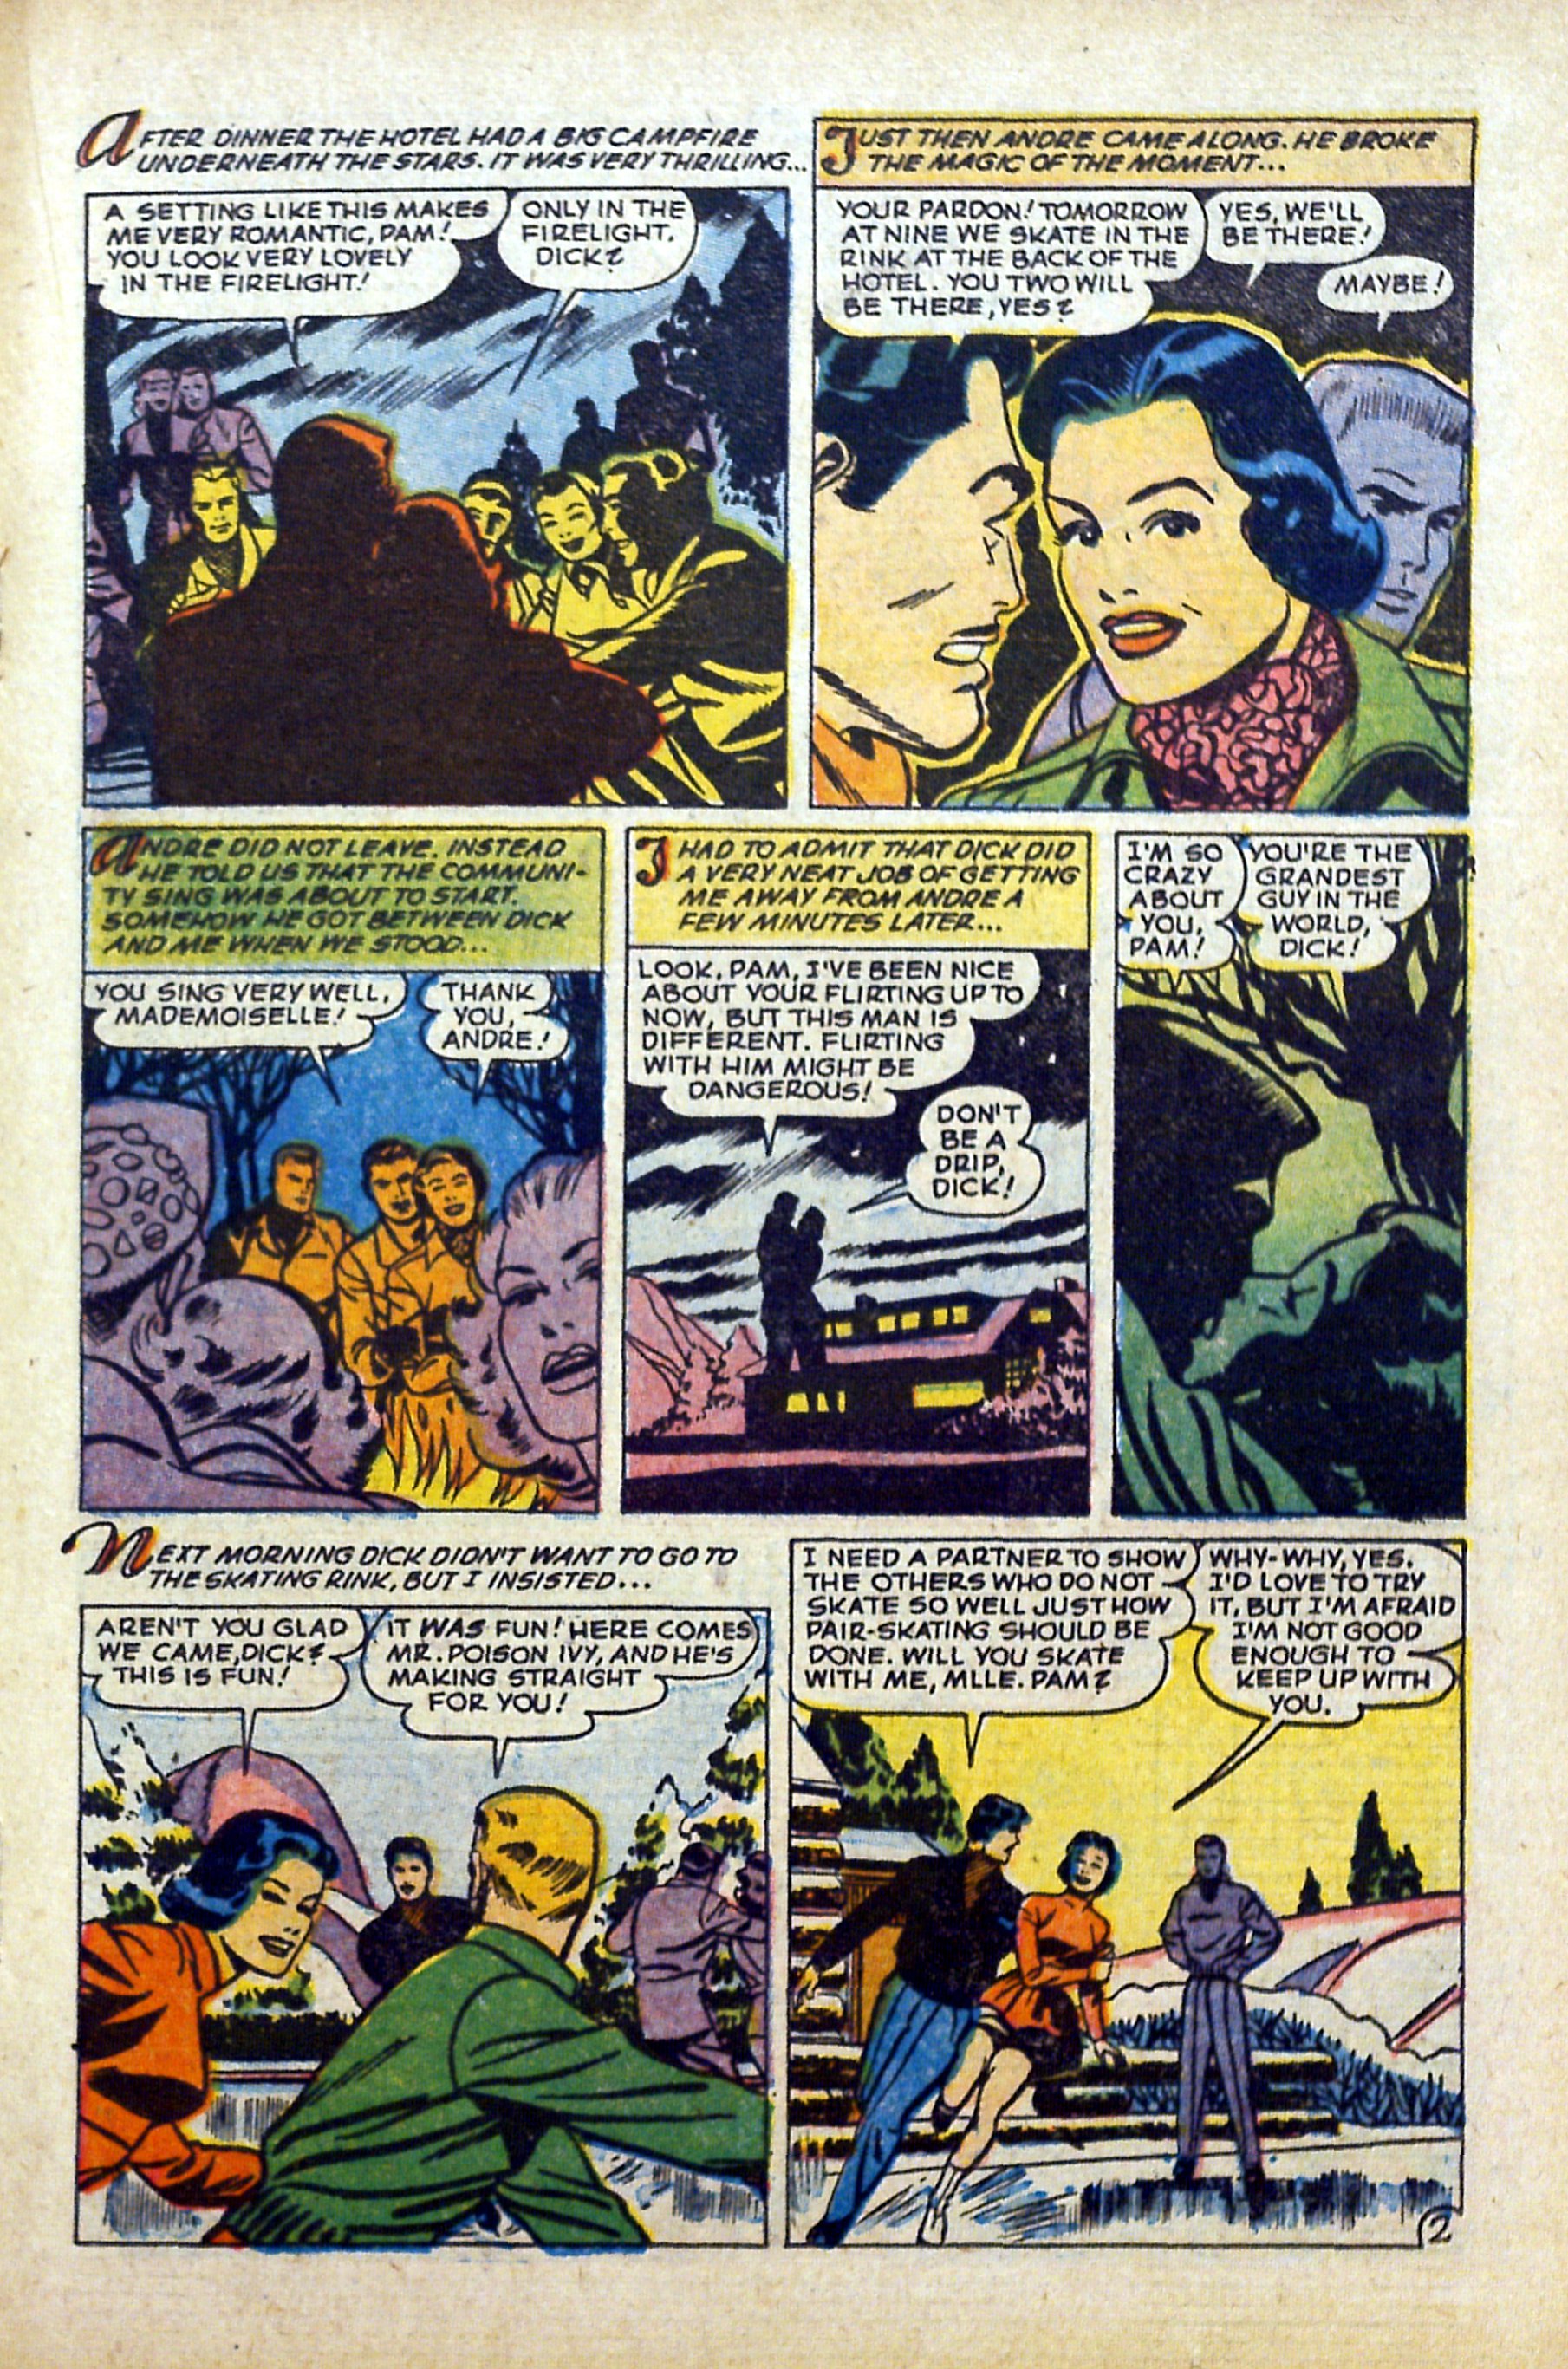 AFTER DINNER THE HOTEL HAD A BIG CAMPFIRE
UNDERNEATH THE STARS. IT WAS VERY THRILLING...
A SETTING LIKE THIS MAKES
ME VERY ROMANTIC, PAM!
YOU LOOK VERY LOVELY
IN THE FIRELIGHT!
ONLY IN THE
FIRELIGHT,
DICK?
JUST THEN ANDRE CAME ALONG. HE BROKE
THE MAGIC OF THE MOMENT...
YOUR PARDON! TOMORROW
AT NINE WE SKATE IN THE
RINK AT THE BACK OF THE
HOTEL. YOU TWO WILL
BE THERE, YES?
YES, WE'LL
BE THERE!
MAYBE!
ANDRE DID NOT LEAVE. INSTEAD
HE TOLD US THAT THE COMMUNI-
TY SING WAS ABOUT TO START.
SOMEHOW HE GOT BETWEEN DICK
AND ME WHEN WE STOOD...
YOU SING VERY WELL,
MADEMOISELLE!
THANK
YOU,
ANDRE!
I HAD TO ADMIT THAT DICK DID
A VERY NEAT JOB OF GETTING
ME AWAY FROM ANDRE A
FEW MINUTES LATER...
LOOK, PAM, I'VE BEEN NICE
ABOUT YOUR FLIRTING UP TO
NOW, BUT THIS MAN IS
DIFFERENT. FLIRTING
WITH HIM MIGHT BE
DANGEROUS!
DON'T
BE A
DRIP,
DICK!
I'M SO
CRAZY
ABOUT
YOU,
PAM!
YOU'RE THE
GRANDEST
GUY IN THE
WORLD,
DICK!
NEXT MORNING DICK DIDN'T WANT TO GO TO
THE SKATING RINK, BUT I INSISTED...
AREN'T YOU GLAD
WE CAME, DICK?
THIS IS FUN!
IT WAS FUN! HERE COMES
MR. POISON IVY, AND HE'S
MAKING STRAIGHT
FOR YOU!
I NEED A PARTNER TO SHOW
THE OTHERS WHO DO NOT
SKATE SO WELL JUST HOW
PAIR-SKATING SHOULD BE
DONE. WILL YOU SKATE
WITH ME, MLLE. PAM?
WHY-WHY, YES.
I'D LOVE TO TRY
IT, BUT I'M AFRAID
I'M NOT GOOD
ENOUGH TO
KEEP UP WITH
YOU.
2